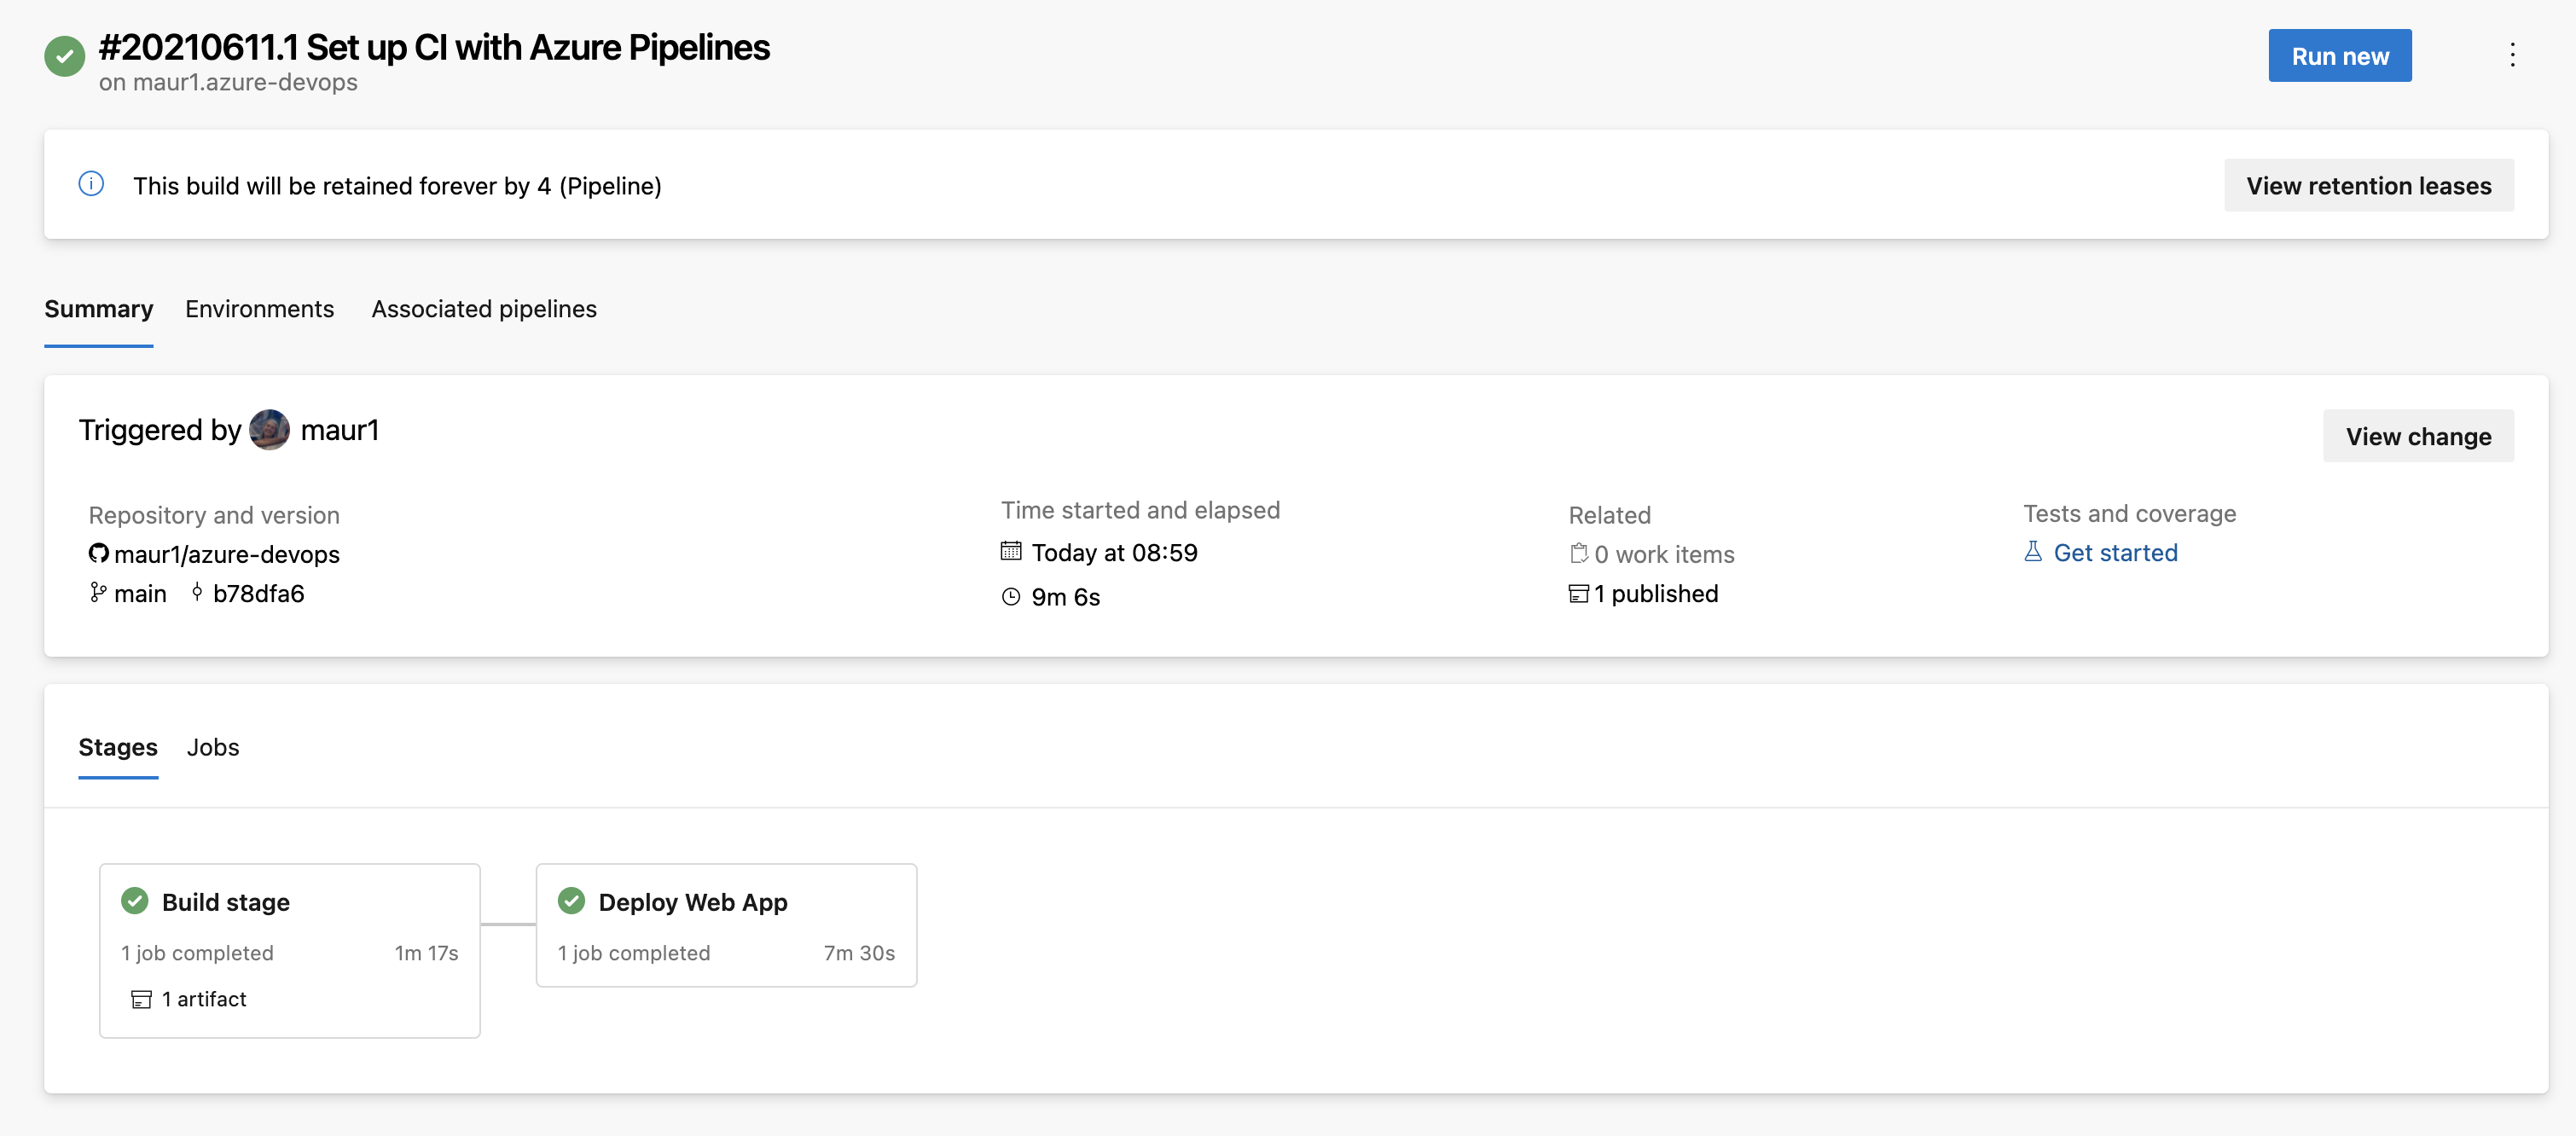 #20210611.1 Set up CI with Azure Pipelines
on maur1.azure-devops
Run new
This build will be retained forever by 4 (Pipeline)
View retention leases
Summary Environments Associated pipelines
Triggered by maur1
View change
Repository and version
maur1/azure-devops
main b78dfa6
Time started and elapsed
Today at 08:59
9m 6s
Related
0 work items
1 published
Tests and coverage
Get started
Stages Jobs
Build stage
1 job completed 1m 17s
1 artifact
Deploy Web App
1 job completed 7m 30s